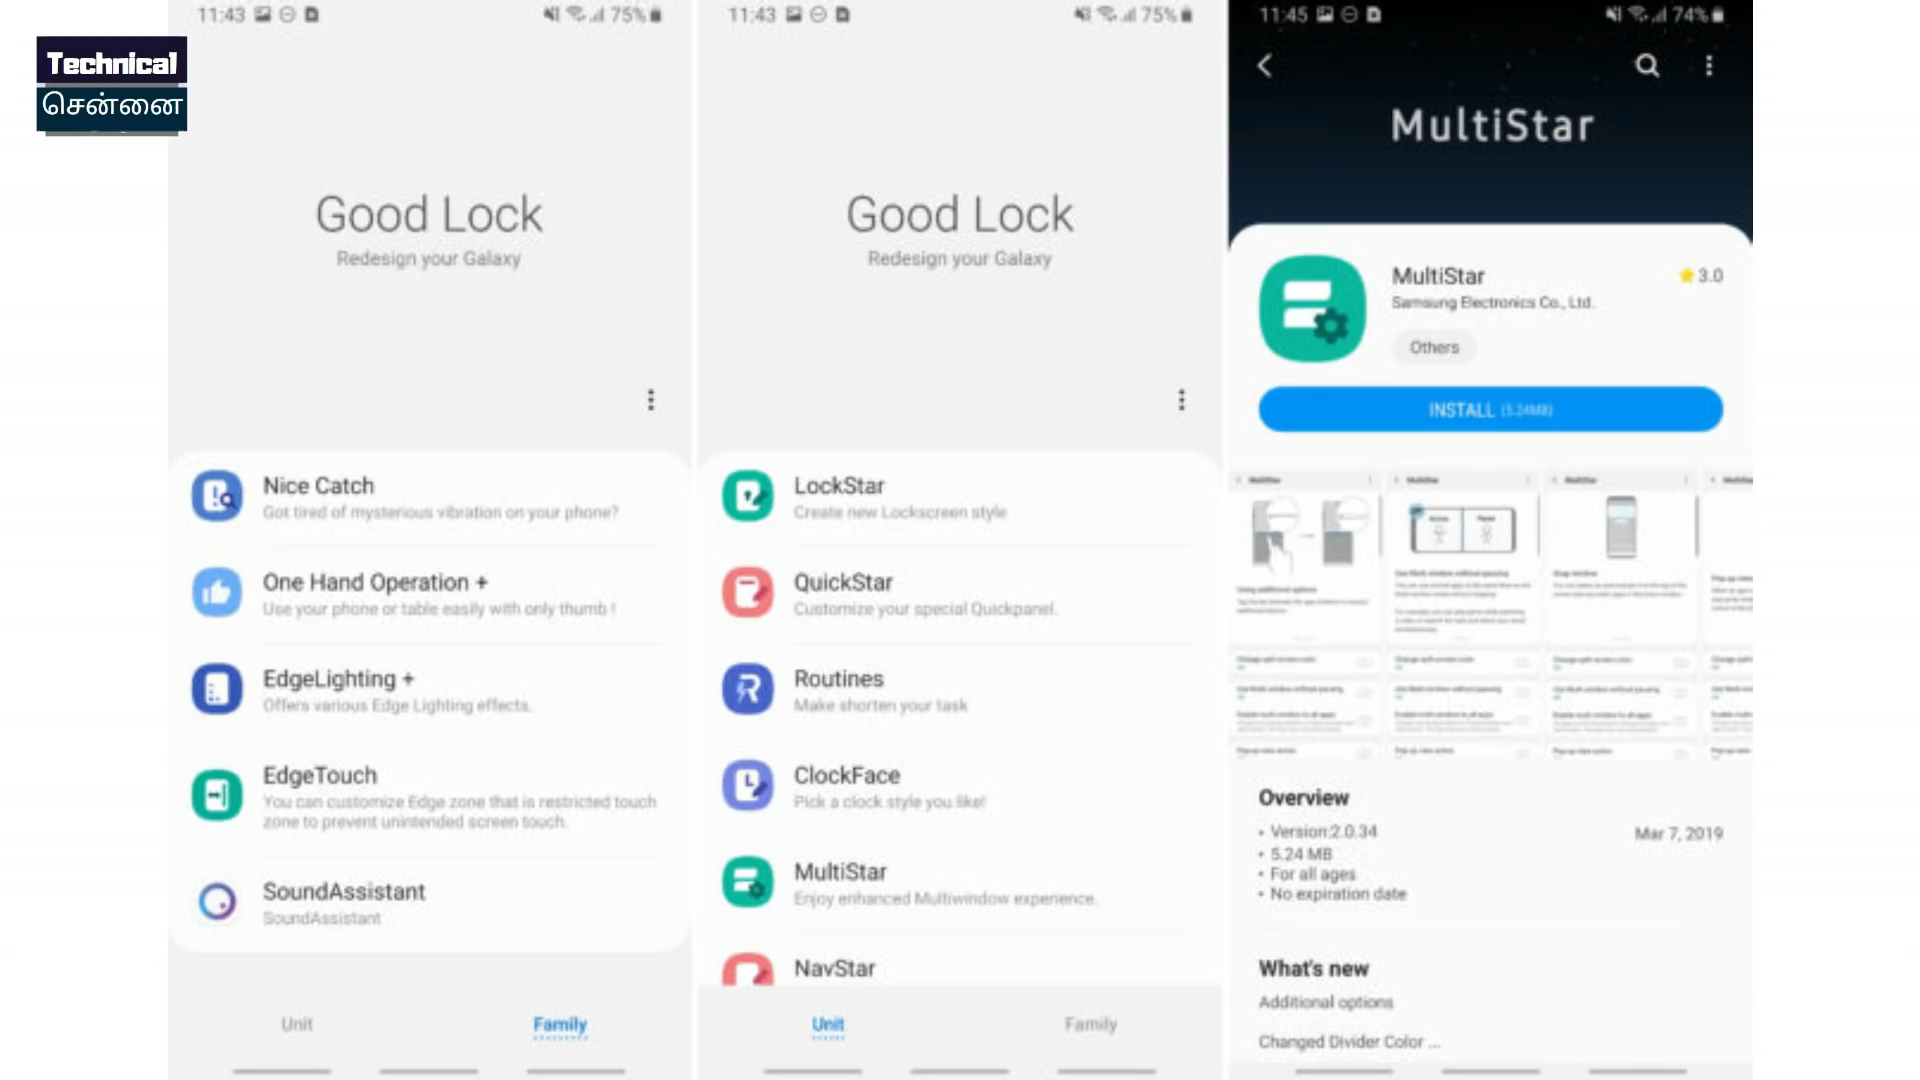 Technical
சென்னை
11:43
75%
Good Lock
Redesign your Galaxy
Nice Catch
Got tired of mysterious vibration on your phone?
One Hand Operation +
Use your phone or table easily with only thumb !
EdgeLighting +
Offers various Edge Lighting effects.
EdgeTouch
You can customize Edge zone that is restricted touch
zone to prevent unintended screen touch.
SoundAssistant
SoundAssistant
Unit
Family
11:43
75%
Good Lock
Redesign your Galaxy
LockStar
Create new Lockscreen style
QuickStar
Customize your special Quickpanel.
Routines
Make shorten your task
ClockFace
Pick a clock style you like!
MultiStar
Enjoy enhanced Multiwindow experience.
NavStar
Unit
Family
11:45
74%
MultiStar
MultiStar
3.0
Samsung Electronics Co., Ltd.
Others
INSTALL (5.24MB)
Overview
• Version:2.0.34
Mar 7, 2019
• 5.24 MB
• For all ages
• No expiration date
What's new
Additional options
Changed Divider Color ...